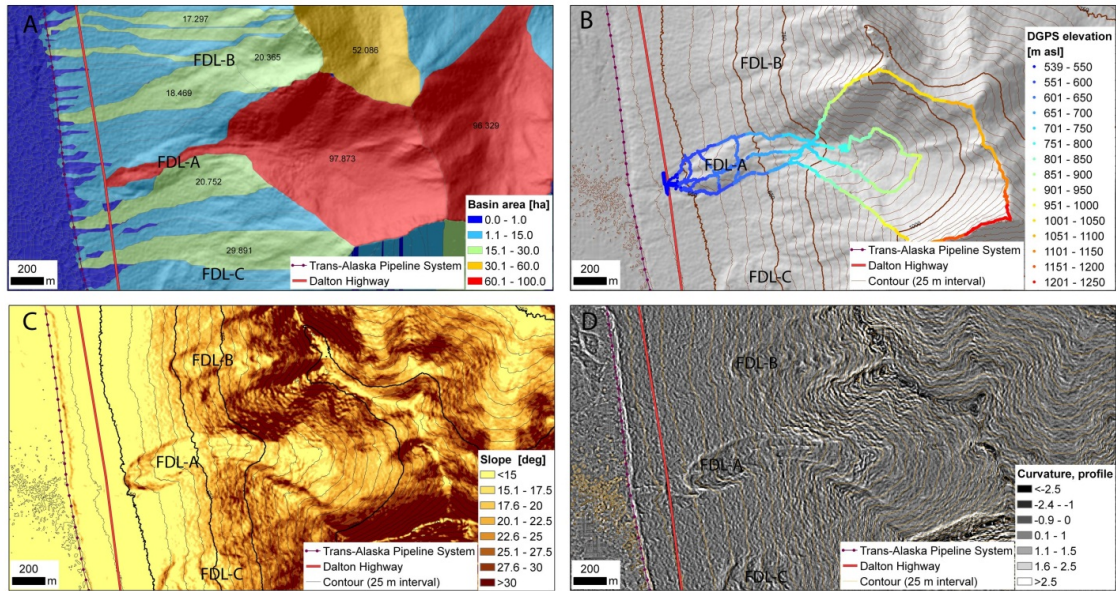 A
17.297
FDL-B
20.365
52.086
18.469
96.329
FDL-A
97.873
20.752
29.891
FDL-C
Basin area [ha]
0.0 - 1.0
1.1 - 15.0
15.1 - 30.0
30.1 - 60.0
60.1 - 100.0
Trans-Alaska Pipeline System
Dalton Highway
200
m
B
FDL-B
FDL-A
FDL-C
DGPS elevation
[m asl]
539 - 550
551 - 600
601 - 650
651 - 700
701 - 750
751 - 800
801 - 850
851 - 900
901 - 950
951 - 1000
1001 - 1050
1051 - 1100
1101 - 1150
1151 - 1200
1201 - 1250
Trans-Alaska Pipeline System
Dalton Highway
Contour (25 m interval)
200
m
C
FDL-B
FDL-A
FDL-C
Slope [deg]
<15
15.1 - 17.5
17.6 - 20
20.1 - 22.5
22.6 - 25
25.1 - 27.5
27.6 - 30
>30
Trans-Alaska Pipeline System
Dalton Highway
Contour (25 m interval)
200
m
D
FDL-B
FDL-A
FDL-C
Curvature, profile
<-2.5
-2.4 - -1
-0.9 - 0
0.1 - 1
1.1 - 1.5
1.6 - 2.5
>2.5
Trans-Alaska Pipeline System
Dalton Highway
Contour (25 m interval)
200
m